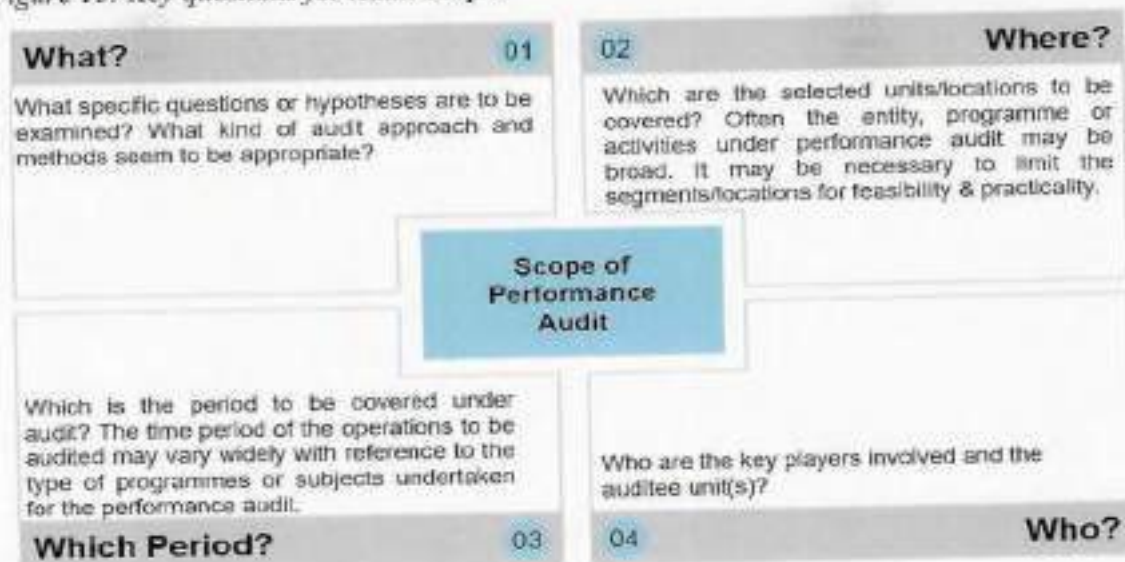 What? 01
What specific questions or hypotheses are to be
examined? What kind of audit approach and
methods seem to be appropriate?
02 Where?
Which are the selected units/locations to be
covered? Often the entity, programme or
activities under performance audit may be
broad. It may be necessary to limit the
segments/locations for feasibility & practicality.
Scope of
Performance
Audit
Which is the period to be covered under
audit? The time period of the operations to be
audited may vary widely with reference to the
type of programmes or subjects undertaken
for the performance audit.
Which Period? 03
Who are the key players involved and the
auditee unit(s)?
04 Who?